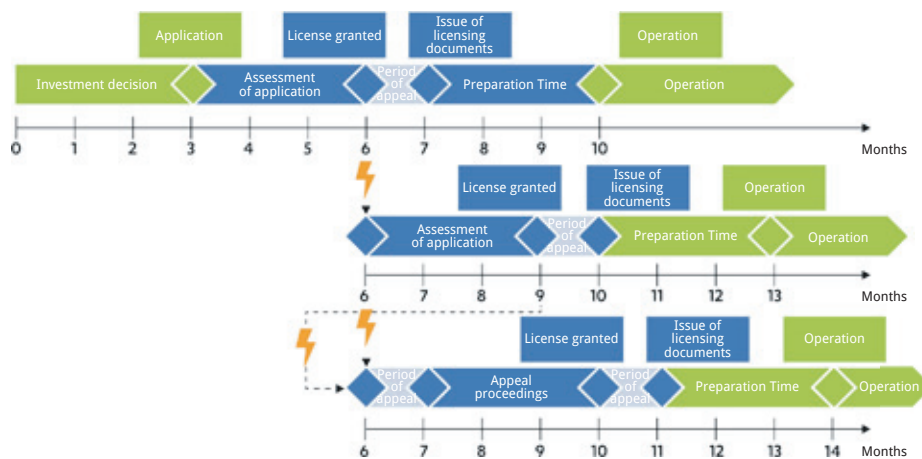 Application
License granted
Issue of
licensing
documents
Operation
Investment decision
Assessment
of application
Period
of
appeal
Preparation Time
Operation
0 1 2 3 4 5 6 7 8 9 10
Months
License granted
Issue of
licensing
documents
Operation
Assessment
of application
Period
of
appeal
Preparation Time
Operation
6 7 8 9 10 11 12 13
Months
License granted
Issue of
licensing
documents
Operation
Period
of
appeal
Appeal
proceedings
Period
of
appeal
Preparation Time
Operation
6 7 8 9 10 11 12 13 14
Months